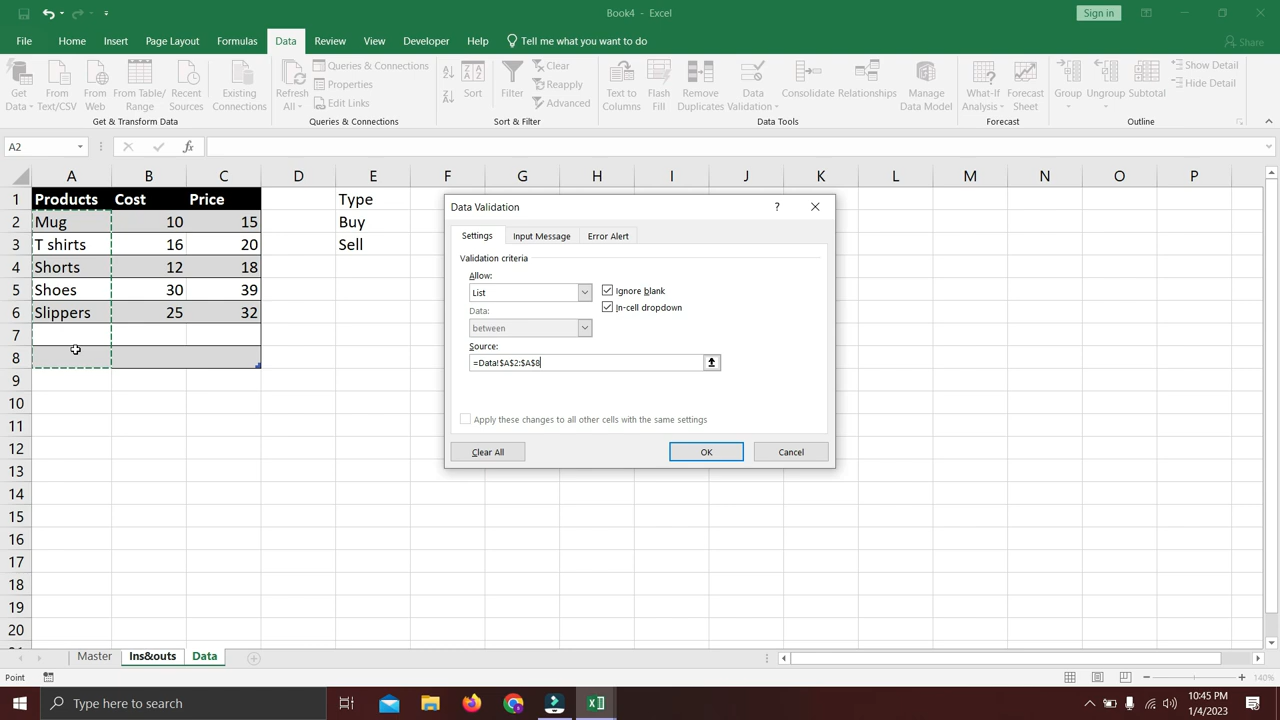 Book4 - Excel
Sign in
File Home Insert Page Layout Formulas Data Review View Developer Help Tell me what you want to do Share
Get Data From Text/CSV From Web From Table/ Range Recent Sources Existing Connections
Refresh All Queries & Connections Properties Edit Links
Sort Filter Clear Reapply Advanced
Text to Columns Flash Fill Remove Duplicates Data Validation Consolidate Relationships Manage Data Model
What-If Analysis Forecast Sheet Group Ungroup Subtotal Show Detail Hide Detail
Get & Transform Data Queries & Connections Sort & Filter Data Tools Forecast Outline
A2 fx
A B C D E F G H I J K L M N O P
1 Products Cost Price Type
2 Mug 10 15 Buy
3 T shirts 16 20 Sell
4 Shorts 12 18
5 Shoes 30 39
6 Slippers 25 32
7
8
9
10
11
12
13
14
15
16
17
18
19
20
Data Validation ?
Settings Input Message Error Alert
Validation criteria
Allow:
List Ignore blank
In-cell dropdown
Data:
between
Source:
=Data!$A$2:$A$8
Apply these changes to all other cells with the same settings
Clear All OK Cancel
Master Ins&outs Data
Point 140%
Type here to search
10:45 PM
1/4/2023